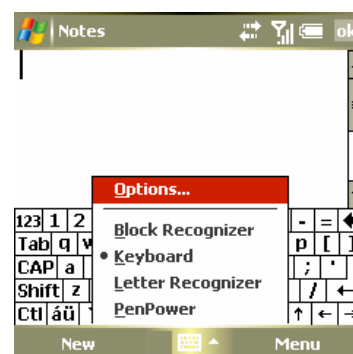 Notes
ok
Options...
Block Recognizer
Keyboard
Letter Recognizer
PenPower
123 1 2 - =
Tab q p [ ]
CAP a ; '
Shift z /
Ctl áü
New Menu